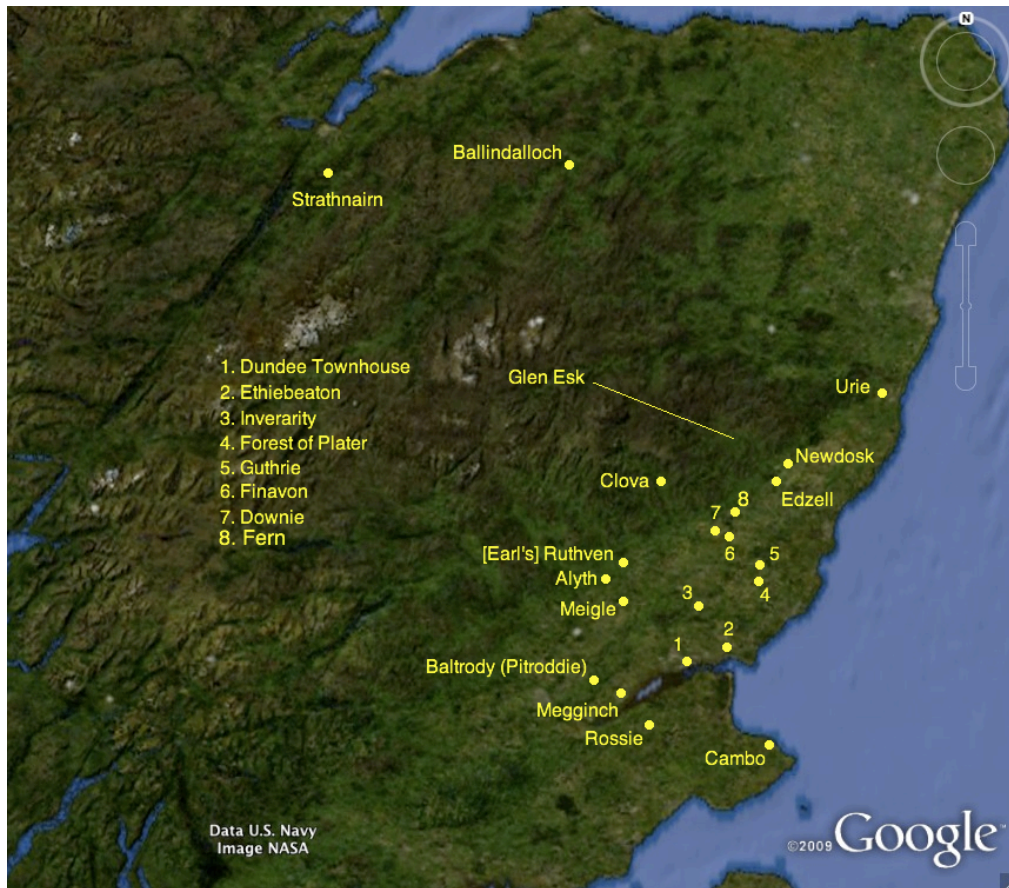 N
Ballindalloch
Strathnairn
1. Dundee Townhouse
2. Ethiebeaton
3. Inverarity
4. Forest of Plater
5. Guthrie
6. Finavon
7. Downie
8. Fern
Glen Esk
Urie
Newdosk
Clova
Edzell
8
7
6
[Earl's] Ruthven
5
Alyth
4
Meigle
3
2
1
Baltrody (Pitroddie)
Megginch
Rossie
Cambo
Data U.S. Navy
Image NASA
©2009 Google™